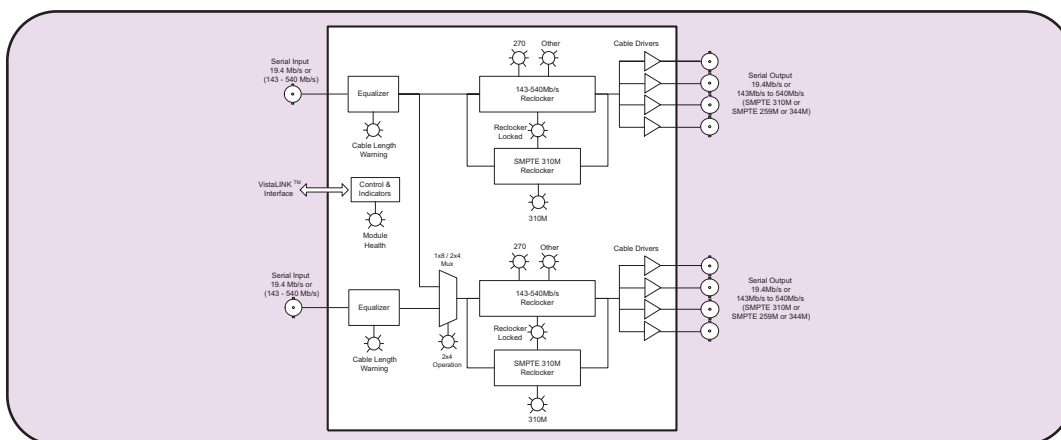 270
Other
Cable Drivers
Serial Input
19.4 Mb/s or
(143 - 540 Mb/s)
Equalizer
143-540Mb/s
Reclocker
Serial Output
19.4Mb/s or
143Mb/s to 540Mb/s
(SMPTE 310M or
SMPTE 259M or 344M)
Reclocker
Locked
Cable Length
Warning
SMPTE 310M
Reclocker
VistaLINK ™
Interface
Control &
Indicators
310M
Module
Health
1x8 / 2x4
Mux
270
Other
Cable Drivers
Serial Input
19.4 Mb/s or
(143 - 540 Mb/s)
Equalizer
143-540Mb/s
Reclocker
Serial Output
19.4Mb/s or
143Mb/s to 540Mb/s
(SMPTE 310M or
SMPTE 259M or 344M)
Reclocker
Locked
Cable Length
Warning
2x4
Operation
SMPTE 310M
Reclocker
310M